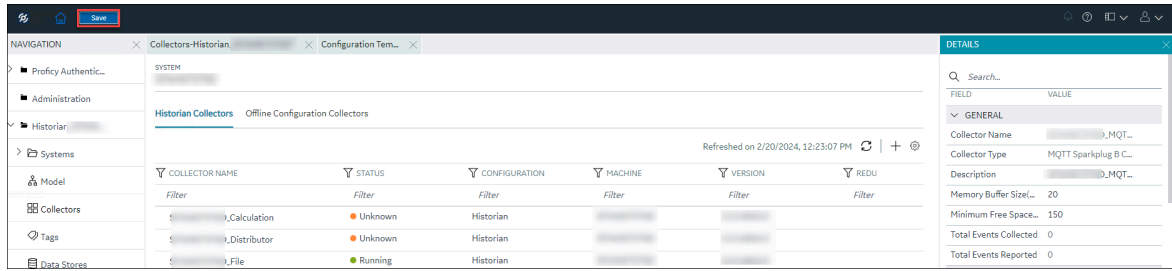 Save
NAVIGATION
Collectors-Historian.
Configuration Tem...
DETAILS
Proficy Authentic...
Administration
Historian
Systems
Model
Collectors
Tags
Data Stores
SYSTEM
Historian Collectors
Offline Configuration Collectors
Refreshed on 2/20/2024, 12:23:07 PM
COLLECTOR NAME STATUS CONFIGURATION MACHINE VERSION REDU
Filter Filter Filter Filter Filter Filter
_Calculation Unknown Historian
_Distributor Unknown Historian
_File Running Historian
Search...
FIELD VALUE
GENERAL
Collector Name _MQT...
Collector Type MQTT Sparkplug B C...
Description _MQT...
Memory Buffer Size(... 20
Minimum Free Space... 150
Total Events Collected 0
Total Events Reported 0